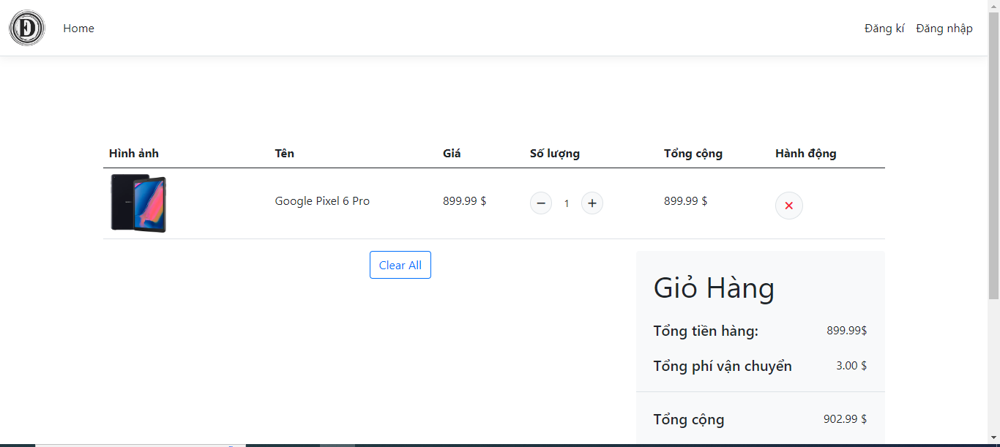 Đ Home Đăng kí Đăng nhập
Hình ảnh Tên Giá Số lượng Tổng cộng Hành động
Google Pixel 6 Pro 899.99 $ − 1 + 899.99 $ ×
Clear All
Giỏ Hàng
Tổng tiền hàng: 899.99$
Tổng phí vận chuyển 3.00 $
Tổng cộng 902.99 $